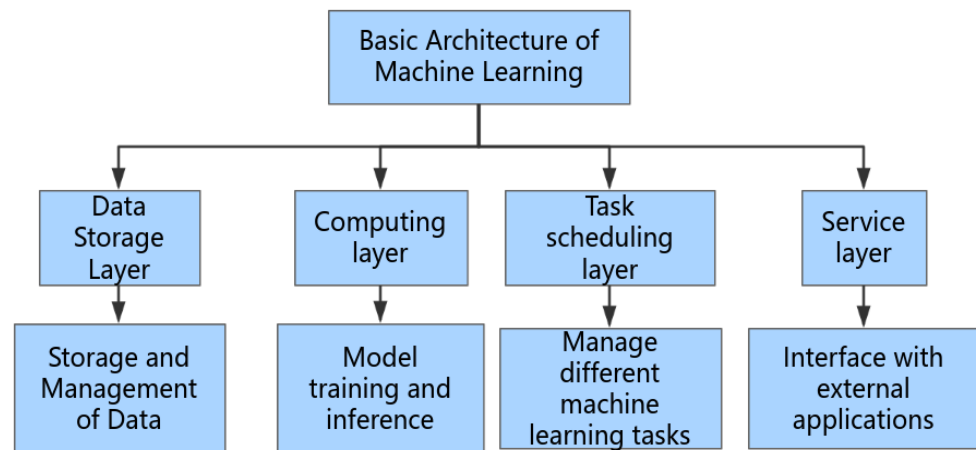 Basic Architecture of
Machine Learning
Data
Storage
Layer
Computing
layer
Task
scheduling
layer
Service
layer
Storage and
Management
of Data
Model
training and
inference
Manage
different
machine
learning tasks
Interface with
external
applications